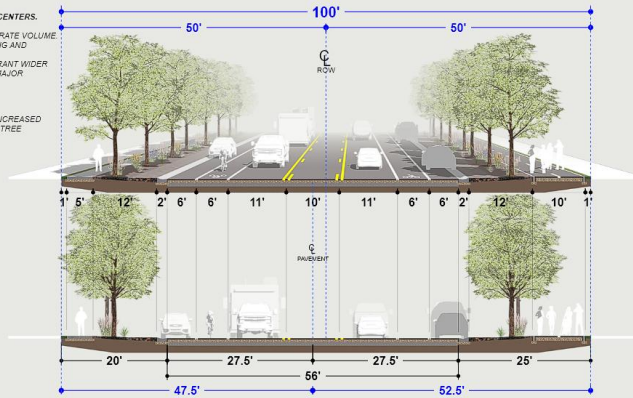 CENTERS.
RATE VOLUME.
NG AND
RANT WIDER
MAJOR
NCREASED
TREE
100'
50' 50'
CL
ROW
1' 5' 12' 2' 6' 6' 11' 10' 11' 6' 6' 2' 12' 10' 1'
CL
PAVEMENT
20' 27.5' 27.5' 25'
56'
47.5' 52.5'